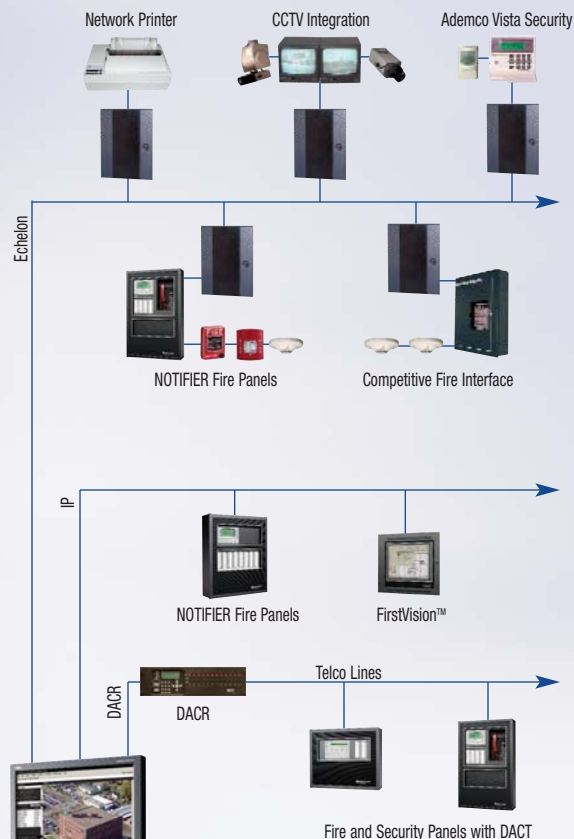 Network Printer
CCTV Integration
Ademco Vista Security
Echelon
NOTIFIER Fire Panels
Competitive Fire Interface
IP
NOTIFIER Fire Panels
FirstVision™
DACR
DACR
Telco Lines
Fire and Security Panels with DACT